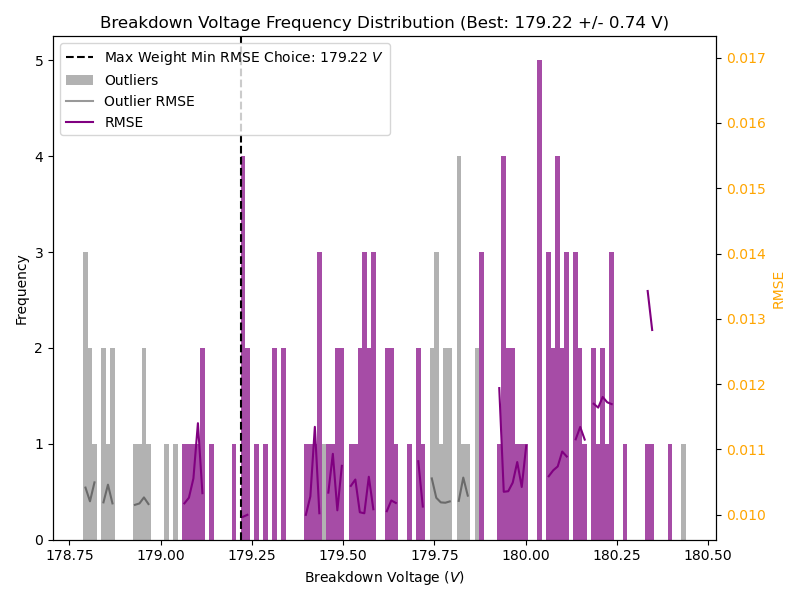 Breakdown Voltage Frequency Distribution (Best: 179.22 +/- 0.74 V)
Max Weight Min RMSE Choice: 179.22 V
Outliers
Outlier RMSE
RMSE
Frequency
5
4
3
2
1
0
0.017
0.016
0.015
0.014
0.013
0.012
0.011
0.010
RMSE
178.75 179.00 179.25 179.50 179.75 180.00 180.25 180.50
Breakdown Voltage (V)